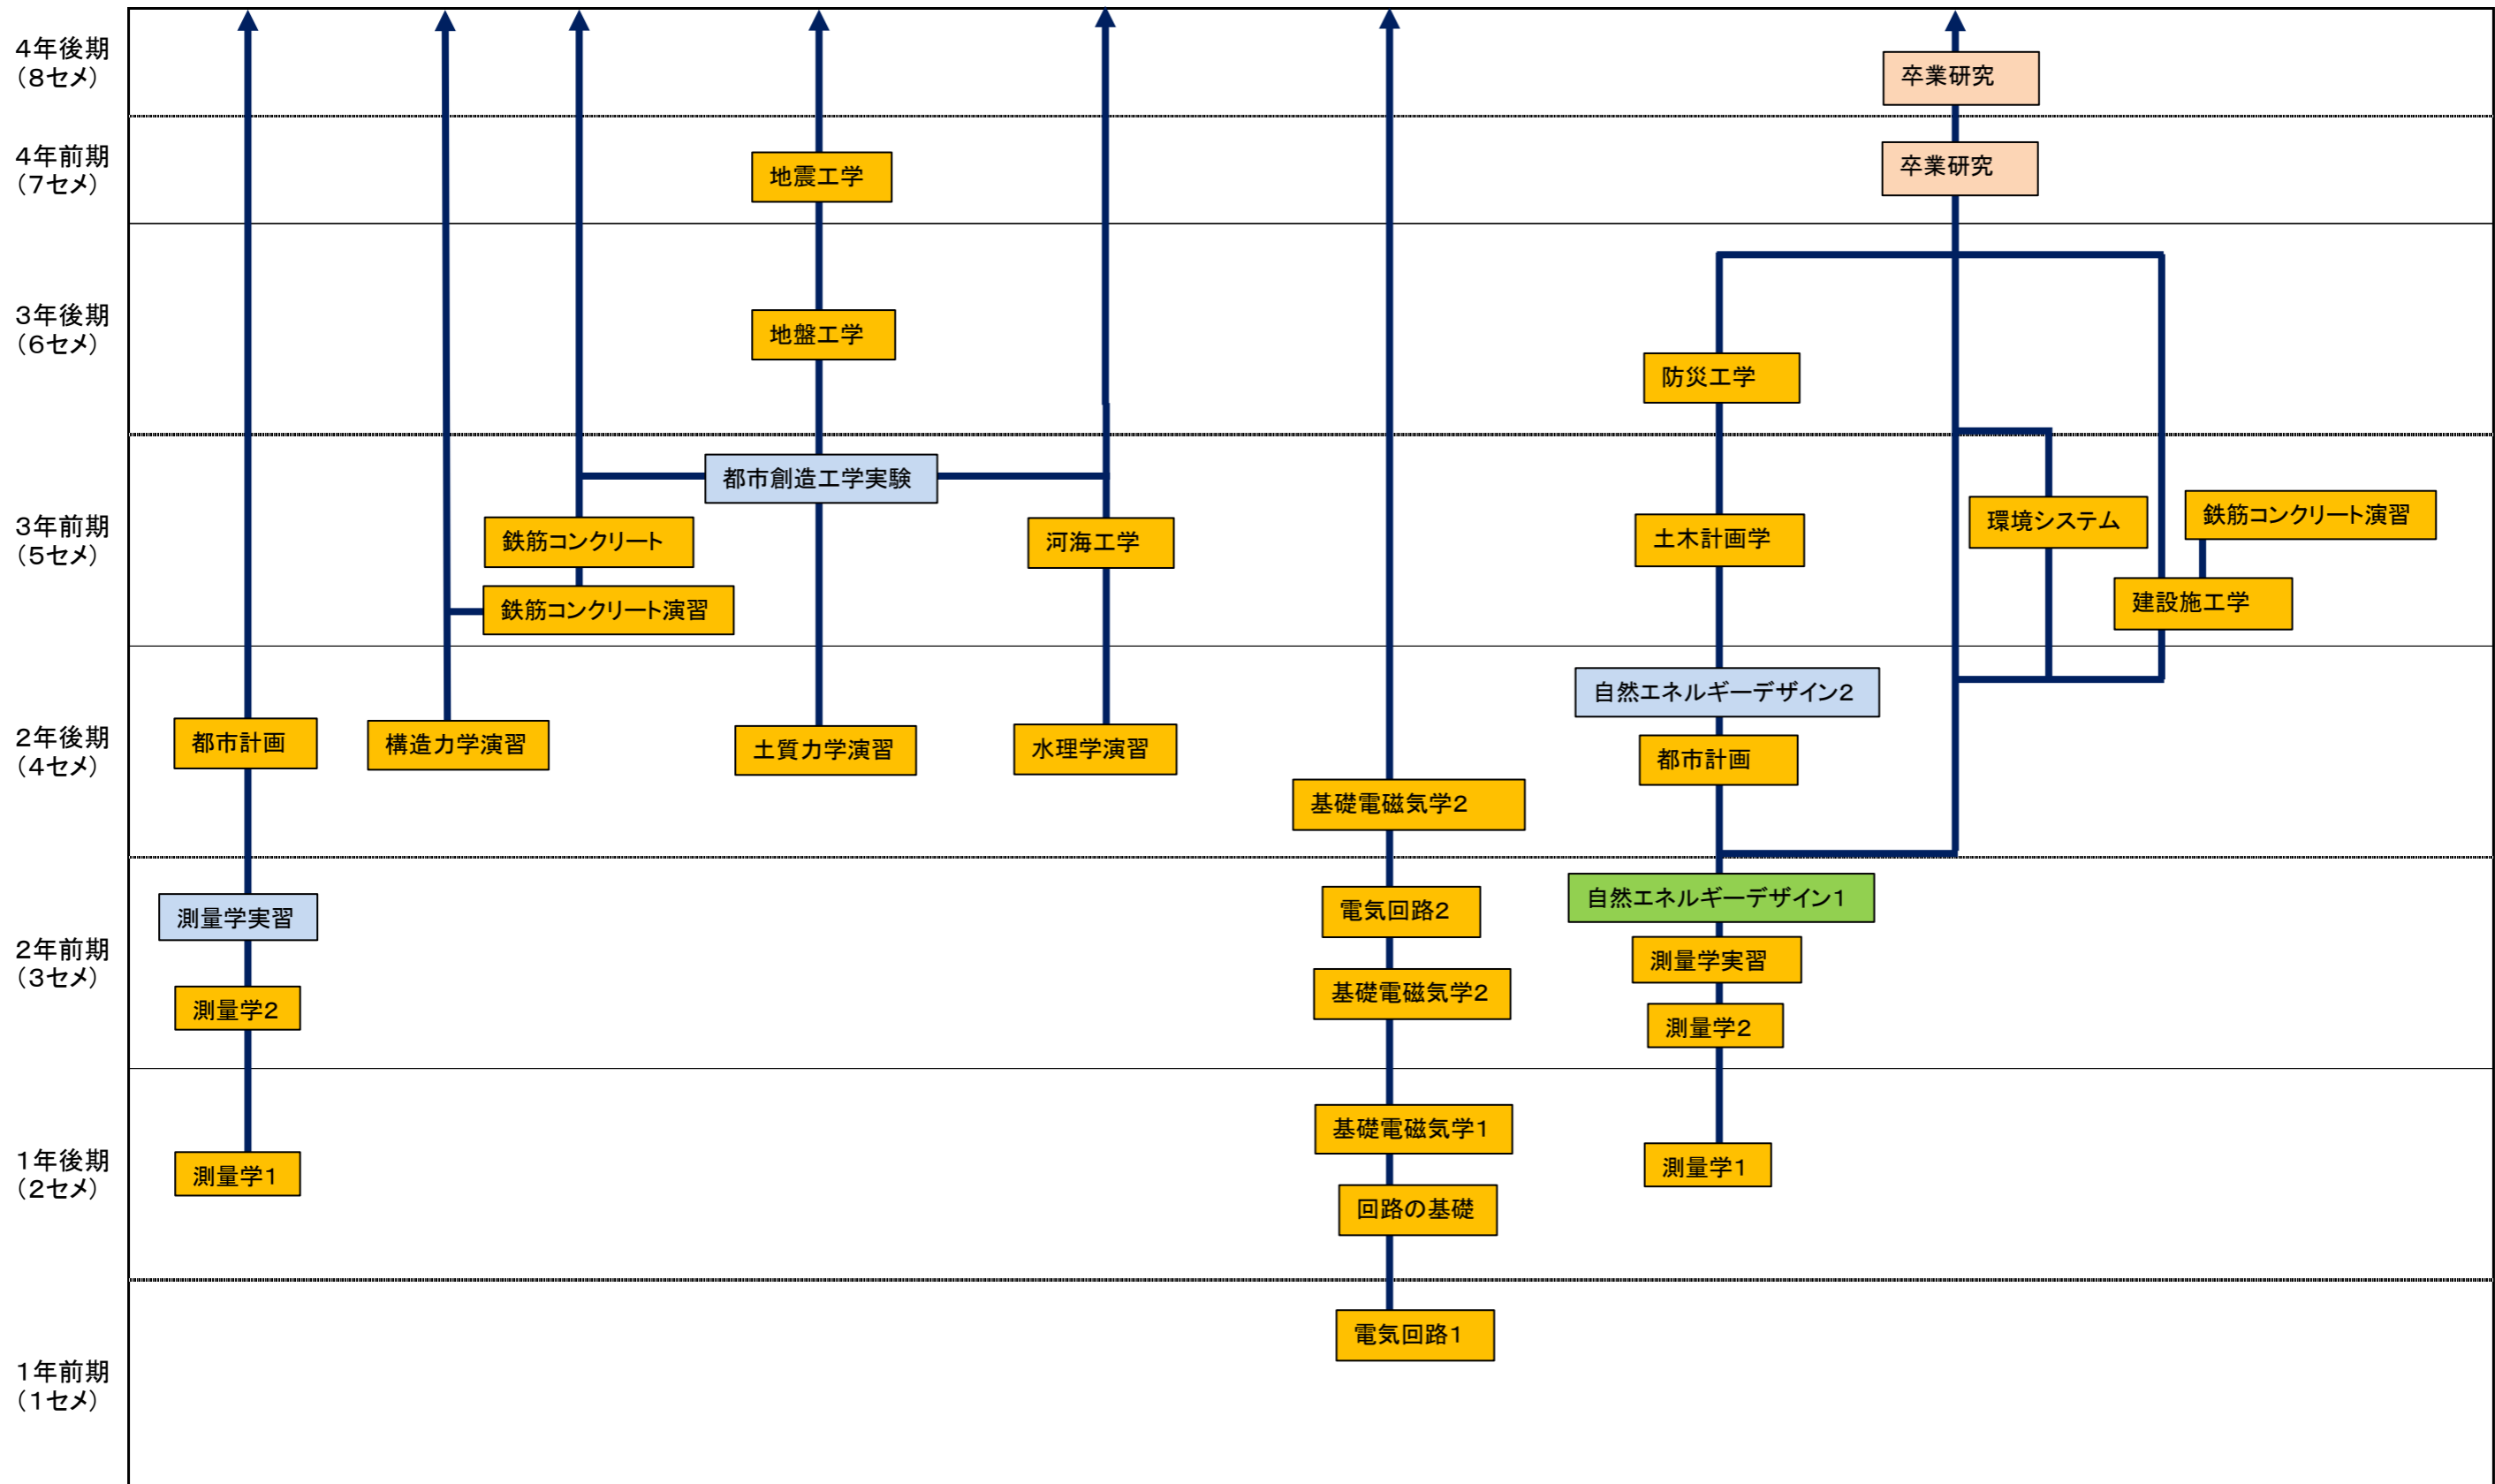 4年後期
(8セメ)
卒業研究
4年前期
(7セメ)
地震工学
卒業研究
3年後期
(6セメ)
地盤工学
防災工学
3年前期
(5セメ)
都市創造工学実験
鉄筋コンクリート
河海工学
土木計画学
環境システム
鉄筋コンクリート演習
鉄筋コンクリート演習
建設施工学
2年後期
(4セメ)
自然エネルギーデザイン2
都市計画
構造力学演習
土質力学演習
水理学演習
都市計画
基礎電磁気学2
2年前期
(3セメ)
測量学実習
電気回路2
自然エネルギーデザイン1
測量学実習
測量学2
基礎電磁気学2
測量学2
1年後期
(2セメ)
基礎電磁気学1
測量学1
測量学1
回路の基礎
1年前期
(1セメ)
電気回路1